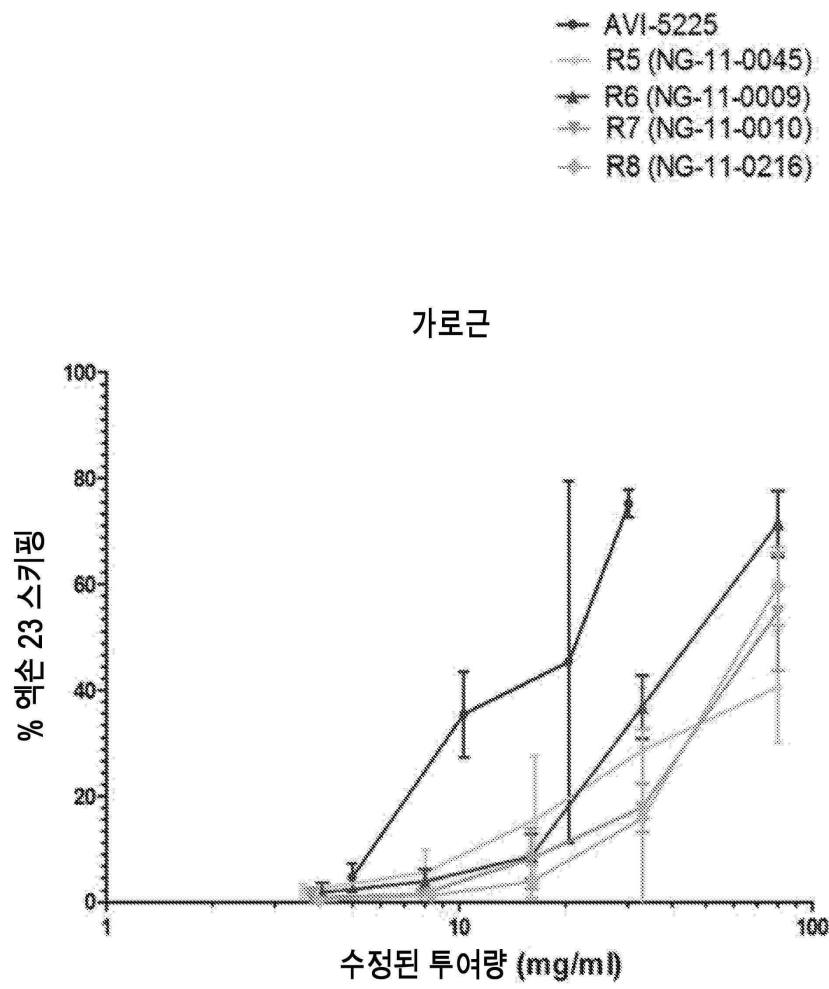 AVI-5225
R5 (NG-11-0045)
R6 (NG-11-0009)
R7 (NG-11-0010)
R8 (NG-11-0216)
가로근
100
80
60
40
20
0
% 엑손 23 스키핑
1 10 100
수정된 투여량 (mg/ml)